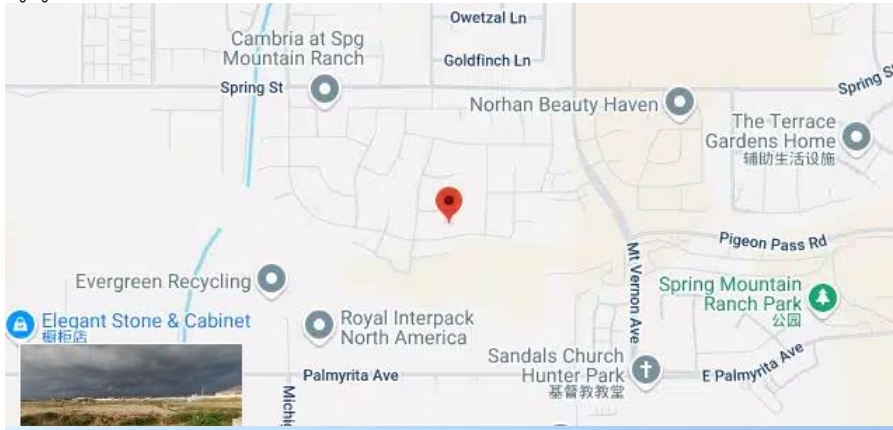 Owetzal Ln
Cambria at Spg
Mountain Ranch
Goldfinch Ln
Spring St
Spring St
Norhan Beauty Haven
The Terrace
Gardens Home
辅助生活设施
Pigeon Pass Rd
Mt Vernon Ave
Evergreen Recycling
Spring Mountain
Ranch Park
公园
Elegant Stone & Cabinet
橱柜店
Royal Interpack
North America
Sandals Church
Hunter Park
基督教教堂
E Palmyrita Ave
Palmyrita Ave
Michi